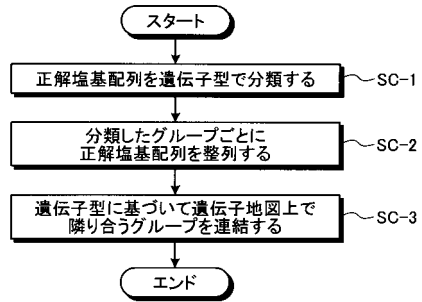 スタート
正解塩基配列を遺伝子型で分類する
SC-1
分類したグループごとに
正解塩基配列を整列する
SC-2
遺伝子型に基づいて遺伝子地図上で
隣り合うグループを連結する
SC-3
エンド